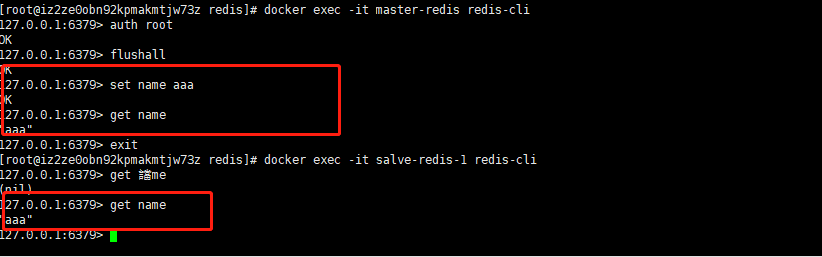 [root@iz2ze0obn92kpmakmtjw73z redis]# docker exec -it master-redis redis-cli
127.0.0.1:6379> auth root
OK
127.0.0.1:6379> flushall
OK
127.0.0.1:6379> set name aaa
OK
127.0.0.1:6379> get name
"aaa"
127.0.0.1:6379> exit
[root@iz2ze0obn92kpmakmtjw73z redis]# docker exec -it salve-redis-1 redis-cli
127.0.0.1:6379> get me
(nil)
127.0.0.1:6379> get name
"aaa"
127.0.0.1:6379>